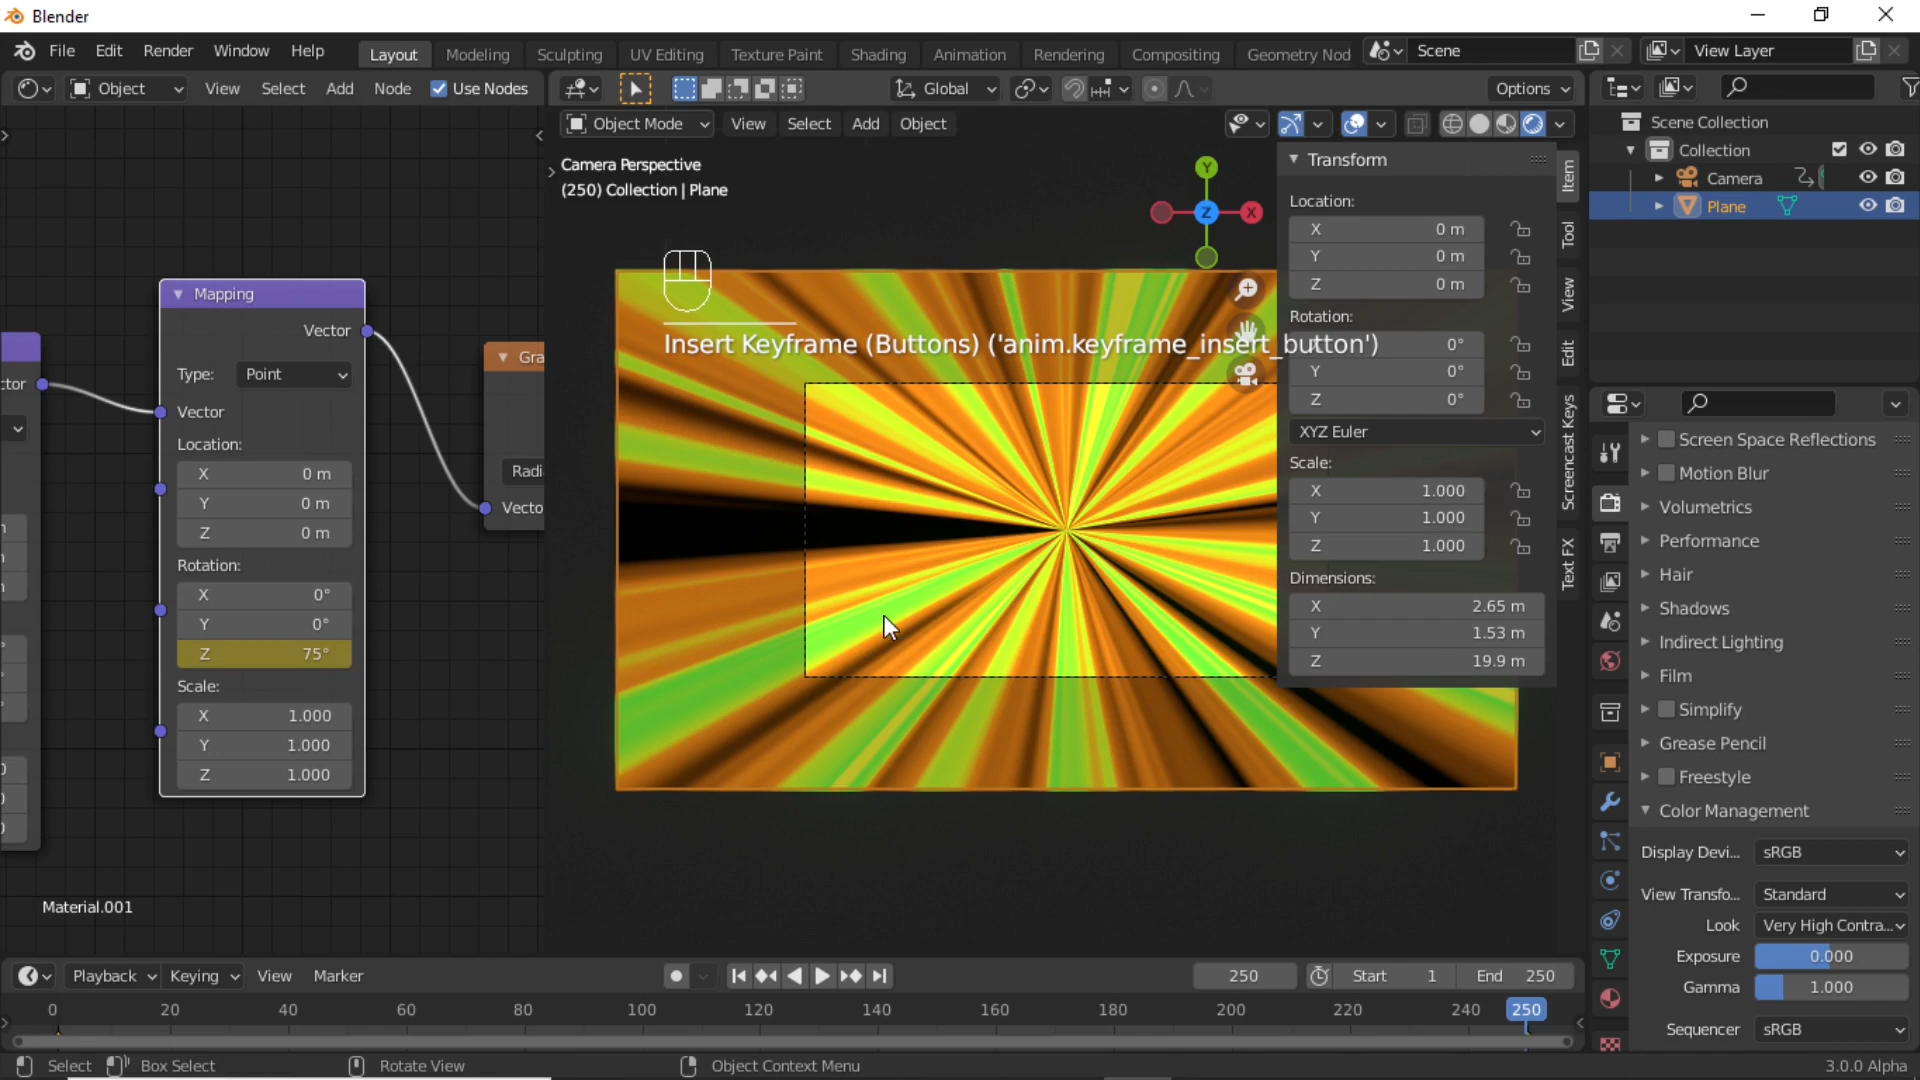 Blender
File Edit Render Window Help Layout Modeling Sculpting UV Editing Texture Paint Shading Animation Rendering Compositing Geometry Nod Scene View Layer
Object View Select Add Node Use Nodes Global Options
Object Mode View Select Add Object
Camera Perspective
(250) Collection | Plane
Insert Keyframe (Buttons) ('anim.keyframe_insert_button')
Y
Z
X
Mapping
Vector
Type: Point
Vector
Location:
X 0 m
Y 0 m
Z 0 m
Rotation:
X 0°
Y 0°
Z 75°
Scale:
X 1.000
Y 1.000
Z 1.000
ctor
Gra
Radi
Vecto
Material.001
Transform
Location:
X 0 m
Y 0 m
Z 0 m
Rotation:
0°
Y 0°
Z 0°
XYZ Euler
Scale:
X 1.000
Y 1.000
Z 1.000
Dimensions:
X 2.65 m
Y 1.53 m
Z 19.9 m
Item
Tool
View
Edit
Screencast Keys
Text FX
Scene Collection
Collection
Camera
Plane
Screen Space Reflections
Motion Blur
Volumetrics
Performance
Hair
Shadows
Indirect Lighting
Film
Simplify
Grease Pencil
Freestyle
Color Management
Display Devi... sRGB
View Transfo... Standard
Look Very High Contra...
Exposure 0.000
Gamma 1.000
Sequencer sRGB
Playback Keying View Marker 250 Start 1 End 250
0 20 40 60 80 100 120 140 160 180 200 220 240 250
Select Box Select Rotate View Object Context Menu 3.0.0 Alpha